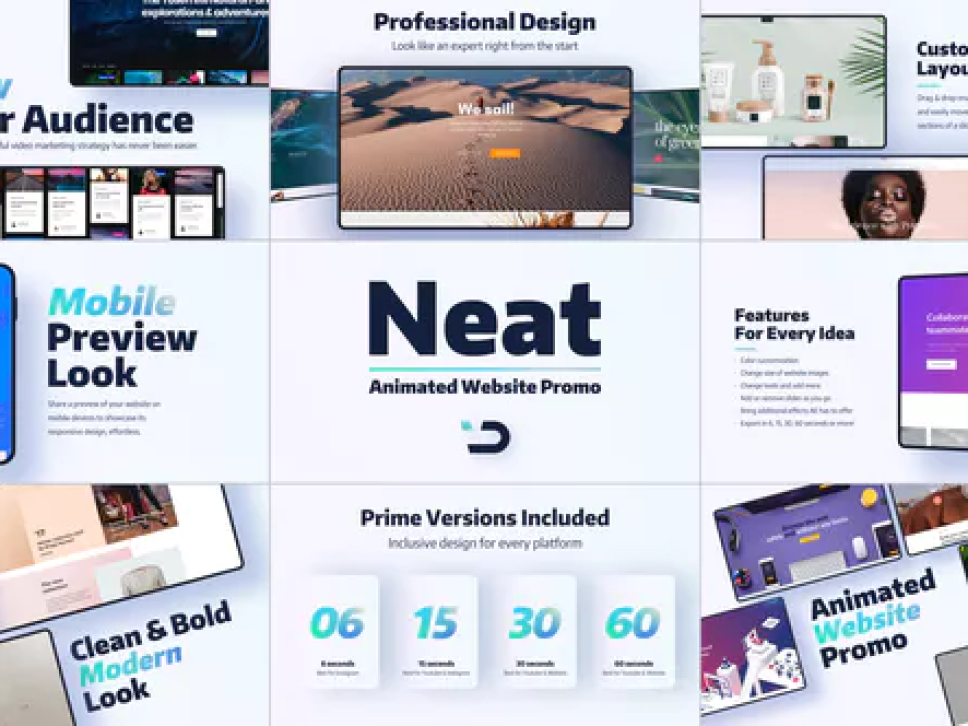 explorations & adventures
r Audience
ful video marketing strategy has never been easier.
Professional Design
Look like an expert right from the start
We sail!
the eyes
of green
Custo
Layou
Drag & drop
and easily move
sections of a
Mobile
Preview
Look
Share a preview of your website on
mobile devices to showcase its
responsive design, effortless.
Neat
Animated Website Promo
Features
For Every Idea
Color customization
Change size of website images
Change texts and add more
Add or remove slides as you go
Bring additional effects AE has to offer
Export in 6, 15, 30, 60 seconds or more!
Collabora
teammate
Clean & Bold
Modern
Look
Prime Versions Included
Inclusive design for every platform
06
15
30
60
6 seconds
15 seconds
30 seconds
60 seconds
Best for Instagram
Best for Youtube & Instagram
Best for Youtube & Website
Best for Youtube & Website
Animated
Website
Promo